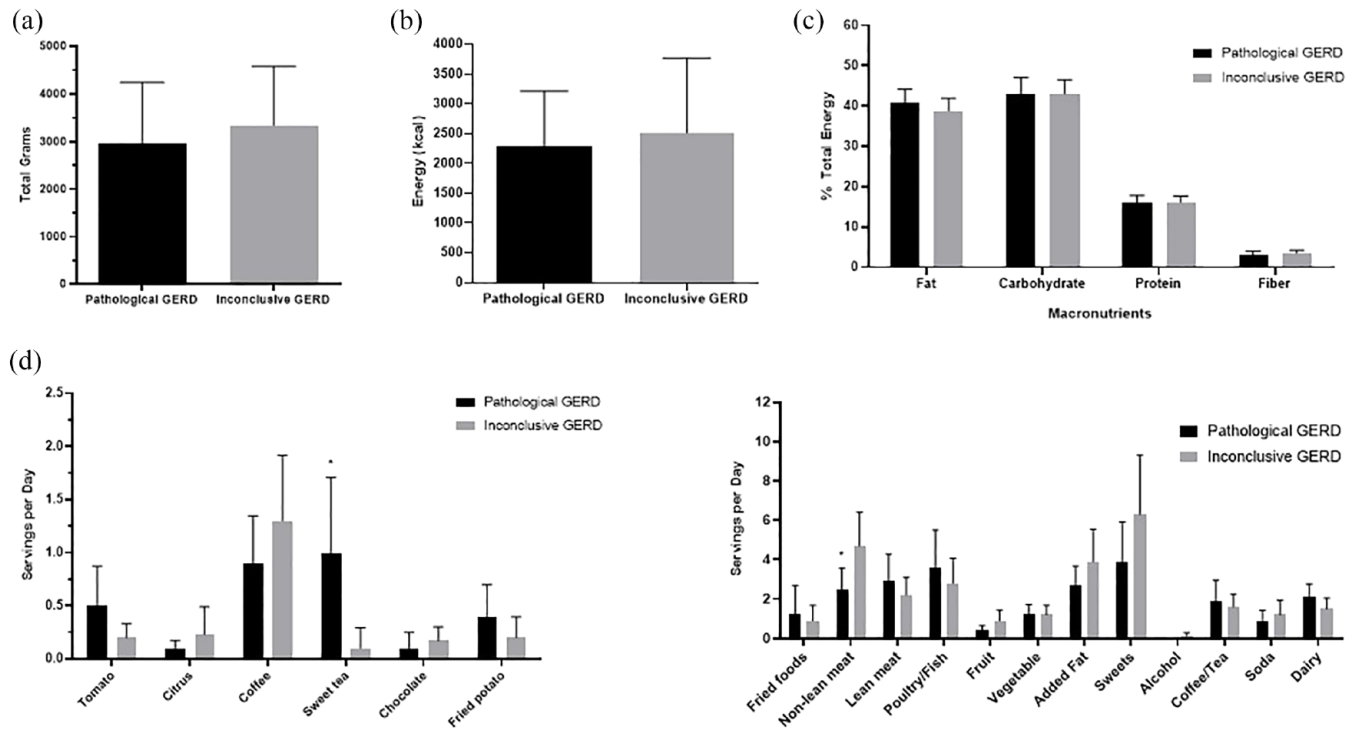 (a)
5000
4000
3000
2000
1000
0
Total Grams
Pathological GERD
Inconclusive GERD
(b)
4000
3500
3000
2500
2000
1500
1000
500
0
Energy (kcal)
Pathological GERD
Inconclusive GERD
(c)
60
50
40
30
20
10
0
% Total Energy
Pathological GERD
Inconclusive GERD
Fat
Carbohydrate
Protein
Fiber
Macronutrients
(d)
2.5
2.0
1.5
1.0
0.5
0.0
Servings per Day
Pathological GERD
Inconclusive GERD
*
Tomato
Citrus
Coffee
Sweet tea
Chocolate
Fried potato
12
10
8
6
4
2
0
Servings per Day
Pathological GERD
Inconclusive GERD
*
Fried foods
Non-lean meat
Lean meat
Poultry/Fish
Fruit
Vegetable
Added Fat
Sweets
Alcohol
Coffee/Tea
Soda
Dairy